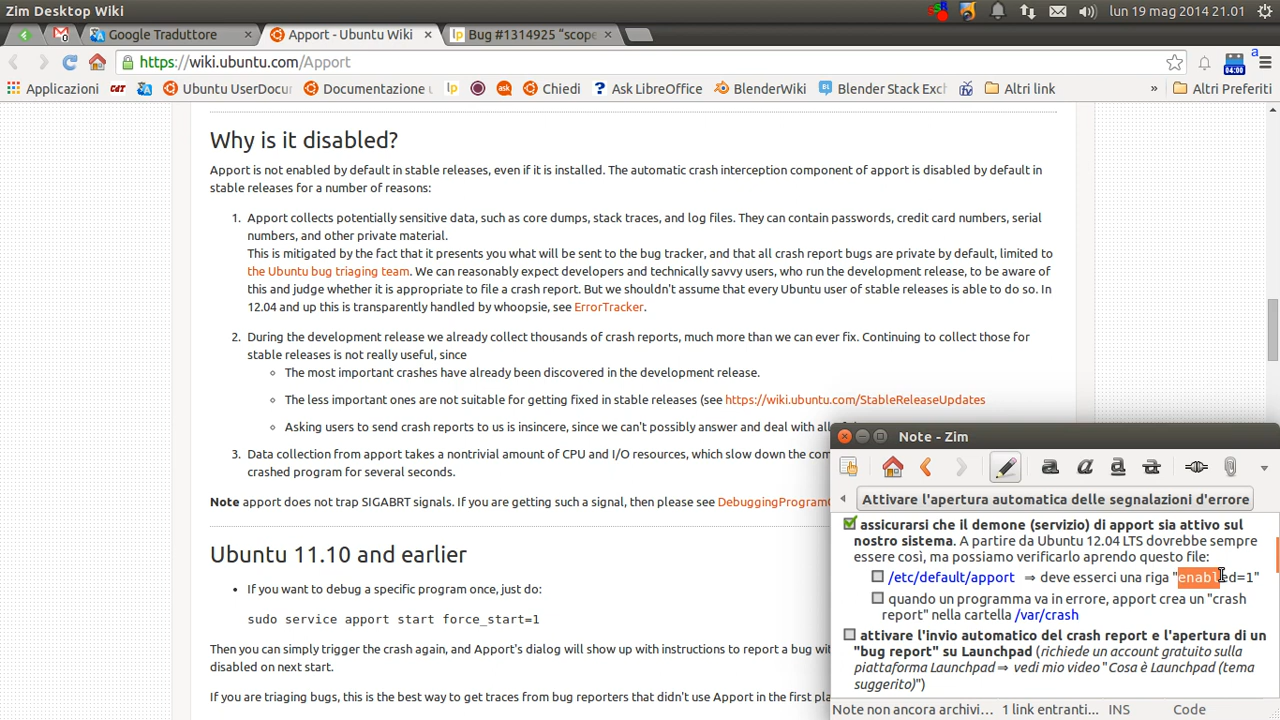 Zim Desktop Wiki
lun 19 mag 2014 21.01
Google Traduttore
Apport - Ubuntu Wiki
Bug #1314925 “scope
https://wiki.ubuntu.com/Apport
04:00
Applicazioni
CAT
Ubuntu UserDocu
Documentazione u
lp
ask
Chiedi
Ask LibreOffice
BlenderWiki
Blender Stack Exch
Altri link
»
Altri Preferiti
Why is it disabled?
Apport is not enabled by default in stable releases, even if it is installed. The automatic crash interception component of apport is disabled by default in
stable releases for a number of reasons:
1. Apport collects potentially sensitive data, such as core dumps, stack traces, and log files. They can contain passwords, credit card numbers, serial
numbers, and other private material.
This is mitigated by the fact that it presents you what will be sent to the bug tracker, and that all crash report bugs are private by default, limited to
the Ubuntu bug triaging team. We can reasonably expect developers and technically savvy users, who run the development release, to be aware of
this and judge whether it is appropriate to file a crash report. But we shouldn't assume that every Ubuntu user of stable releases is able to do so. In
12.04 and up this is transparently handled by whoopsie, see ErrorTracker.
2. During the development release we already collect thousands of crash reports, much more than we can ever fix. Continuing to collect those for
stable releases is not really useful, since
The most important crashes have already been discovered in the development release.
The less important ones are not suitable for getting fixed in stable releases (see https://wiki.ubuntu.com/StableReleaseUpdates
Asking users to send crash reports to us is insincere, since we can't possibly answer and deal with all
3. Data collection from apport takes a nontrivial amount of CPU and I/O resources, which slow down the com
crashed program for several seconds.
Note apport does not trap SIGABRT signals. If you are getting such a signal, then please see DebuggingProgram
Ubuntu 11.10 and earlier
If you want to debug a specific program once, just do:
sudo service apport start force_start=1
Then you can simply trigger the crash again, and Apport's dialog will show up with instructions to report a bug wit
disabled on next start.
If you are triaging bugs, this is the best way to get traces from bug reporters that didn't use Apport in the first pla
Note - Zim
Attivare l'apertura automatica delle segnalazioni d'errore
assicurarsi che il demone (servizio) di apport sia attivo sul
nostro sistema. A partire da Ubuntu 12.04 LTS dovrebbe sempre
essere così, ma possiamo verificarlo aprendo questo file:
/etc/default/apport ⇒ deve esserci una riga "enabled=1"
quando un programma va in errore, apport crea un "crash
report" nella cartella /var/crash
attivare l'invio automatico del crash report e l'apertura di un
"bug report" su Launchpad (richiede un account gratuito sulla
piattaforma Launchpad ⇒ vedi mio video "Cosa è Launchpad (tema
suggerito)")
Note non ancora archivi...
1 link entranti...
INS
Code